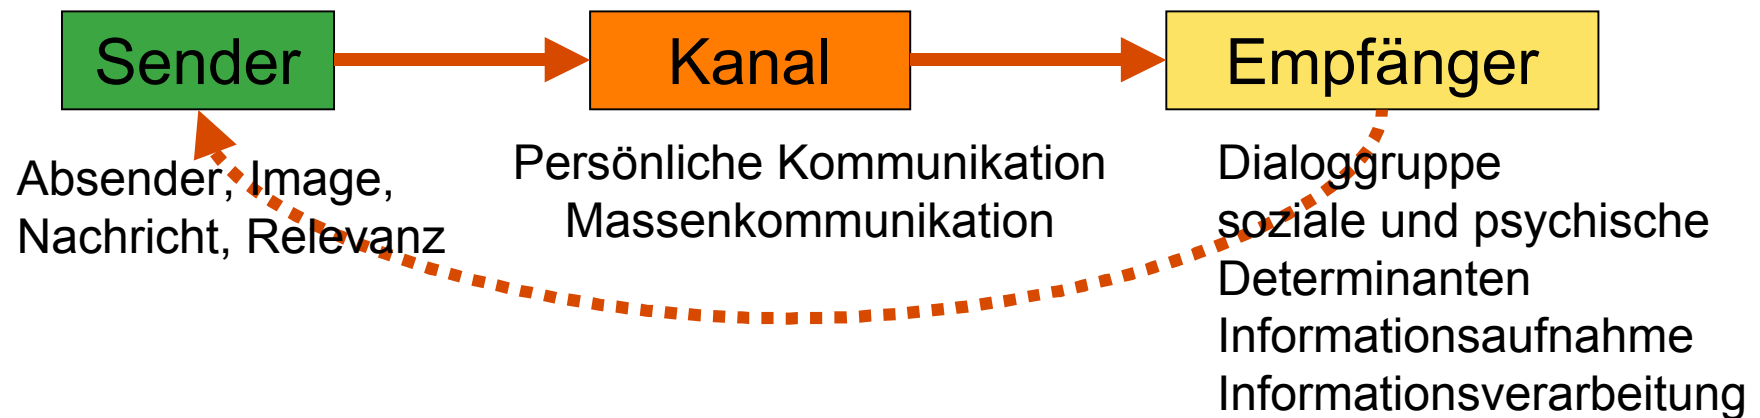 Sender
Kanal
Empfänger
Absender, Image,
Nachricht, Relevanz
Persönliche Kommunikation
Massenkommunikation
Dialoggruppe
soziale und psychische
Determinanten
Informationsaufnahme
Informationsverarbeitung